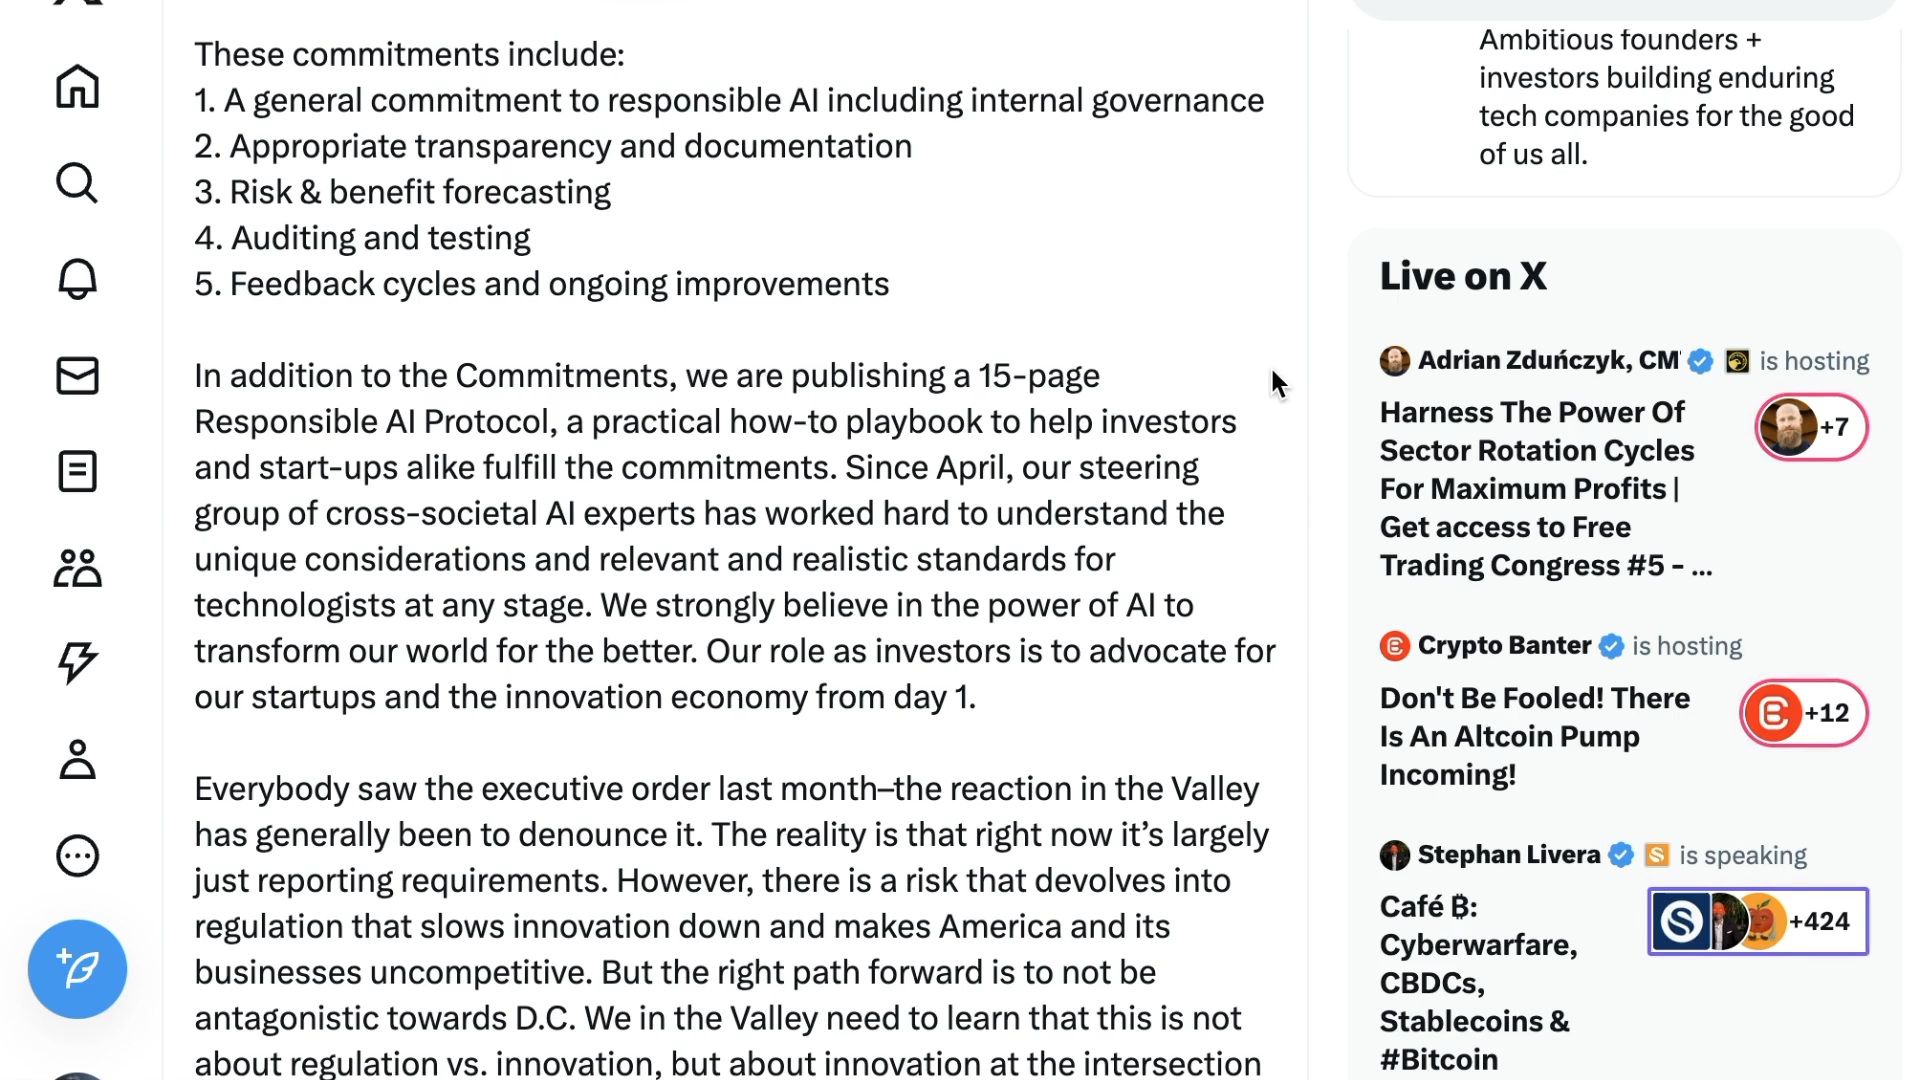 These commitments include:
1. A general commitment to responsible AI including internal governance
2. Appropriate transparency and documentation
3. Risk & benefit forecasting
4. Auditing and testing
5. Feedback cycles and ongoing improvements
In addition to the Commitments, we are publishing a 15-page
Responsible AI Protocol, a practical how-to playbook to help investors
and start-ups alike fulfill the commitments. Since April, our steering
group of cross-societal AI experts has worked hard to understand the
unique considerations and relevant and realistic standards for
technologists at any stage. We strongly believe in the power of AI to
transform our world for the better. Our role as investors is to advocate for
our startups and the innovation economy from day 1.
Everybody saw the executive order last month–the reaction in the Valley
has generally been to denounce it. The reality is that right now it’s largely
just reporting requirements. However, there is a risk that devolves into
regulation that slows innovation down and makes America and its
businesses uncompetitive. But the right path forward is to not be
antagonistic towards D.C. We in the Valley need to learn that this is not
about regulation vs. innovation, but about innovation at the intersection
Ambitious founders +
investors building enduring
tech companies for the good
of us all.
Live on X
Adrian Zduńczyk, CM is hosting
Harness The Power Of
Sector Rotation Cycles
For Maximum Profits |
Get access to Free
Trading Congress #5 - ...
+7
Crypto Banter is hosting
Don't Be Fooled! There
Is An Altcoin Pump
Incoming!
+12
Stephan Livera S is speaking
Café ₿:
Cyberwarfare,
CBDCs,
Stablecoins &
#Bitcoin
+424